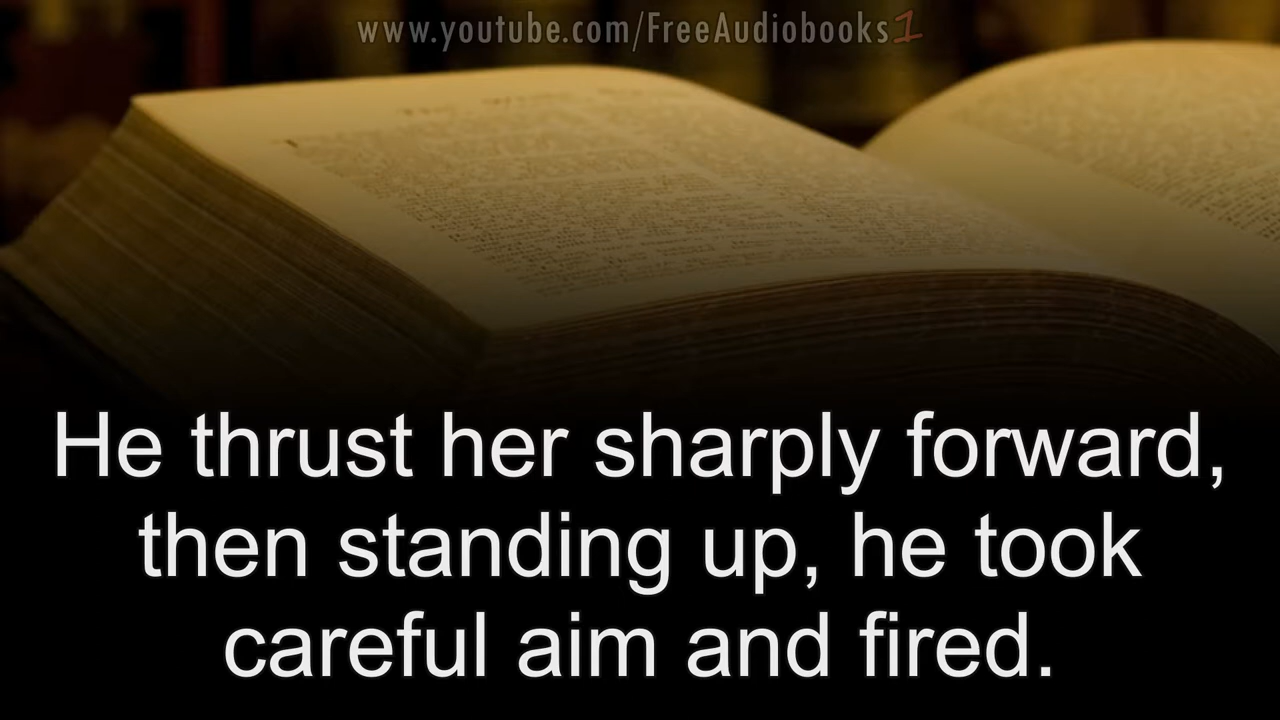 www.youtube.com/FreeAudiobooks1
He thrust her sharply forward,
then standing up, he took
careful aim and fired.